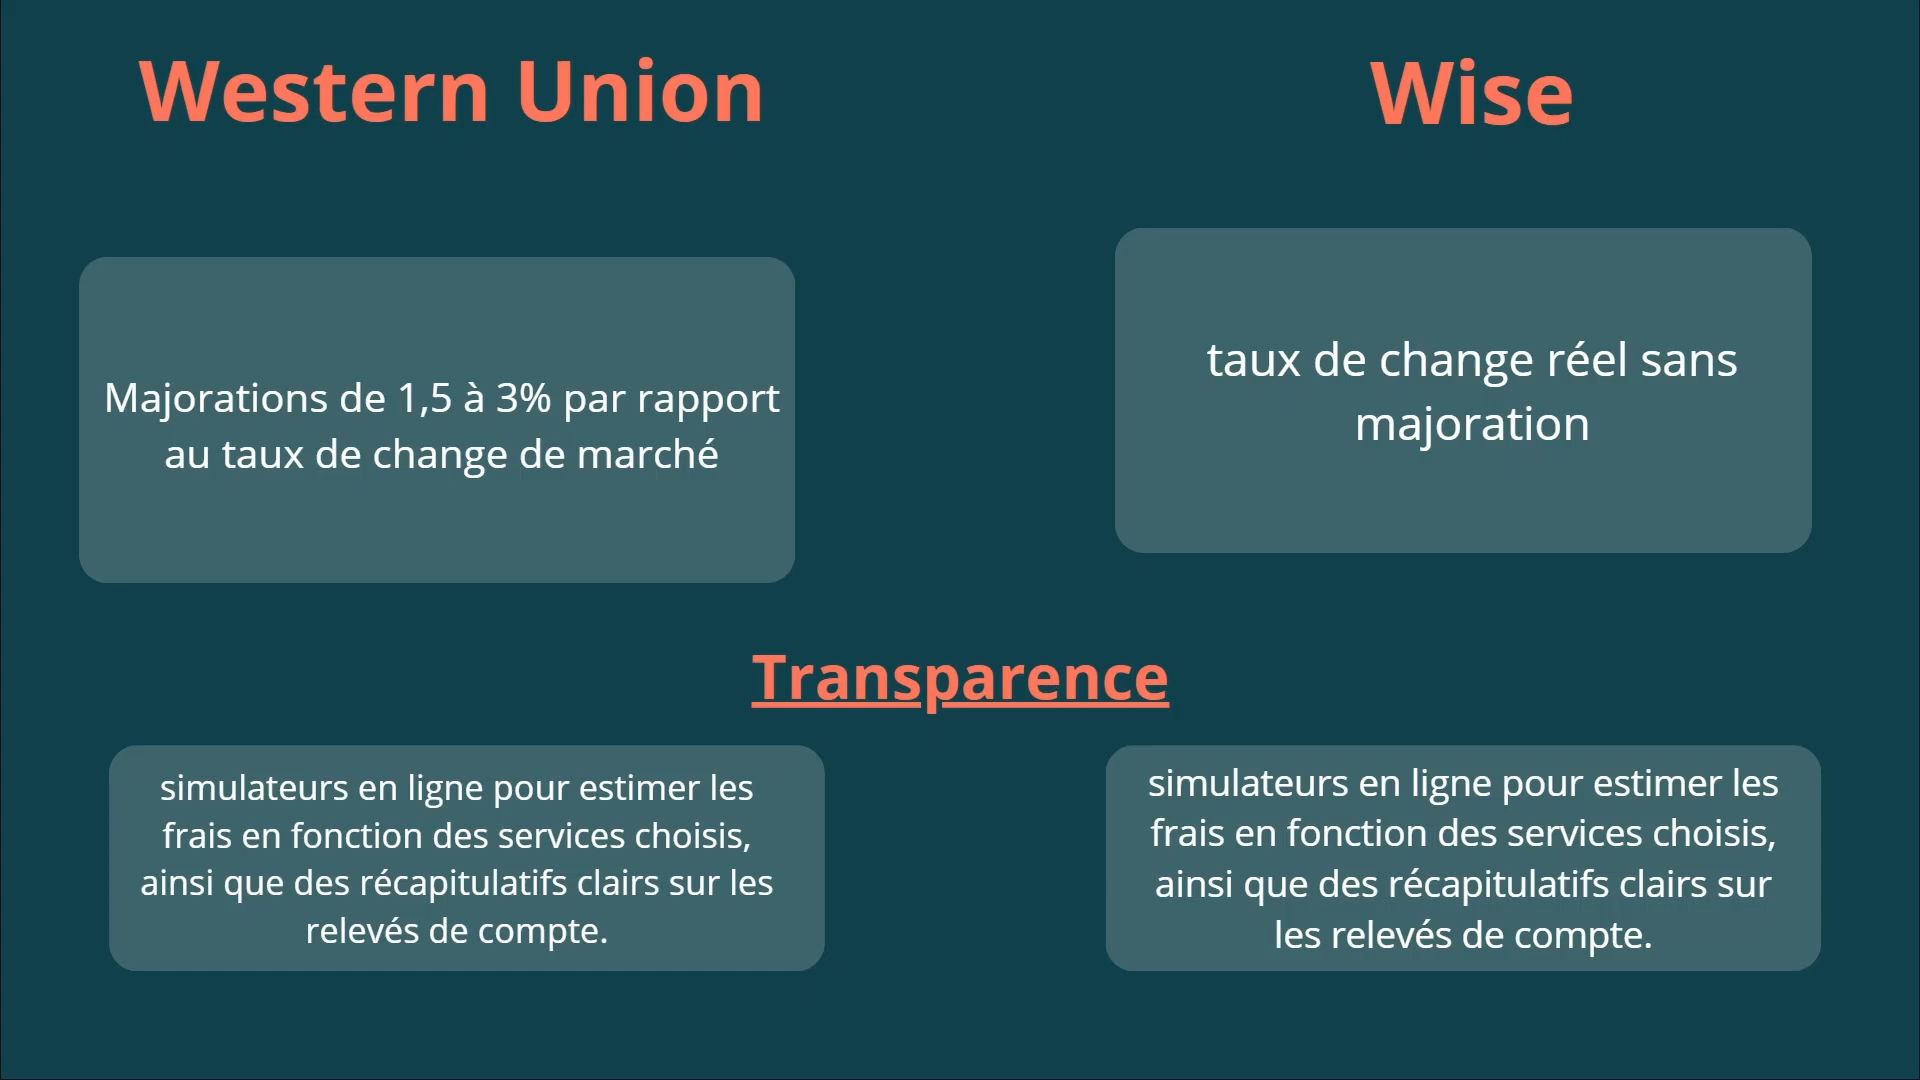 Western Union
Wise
Majorations de 1,5 à 3% par rapport
au taux de change de marché
taux de change réel sans
majoration
Transparence
simulateurs en ligne pour estimer les
frais en fonction des services choisis,
ainsi que des récapitulatifs clairs sur les
relevés de compte.
simulateurs en ligne pour estimer les
frais en fonction des services choisis,
ainsi que des récapitulatifs clairs sur
les relevés de compte.